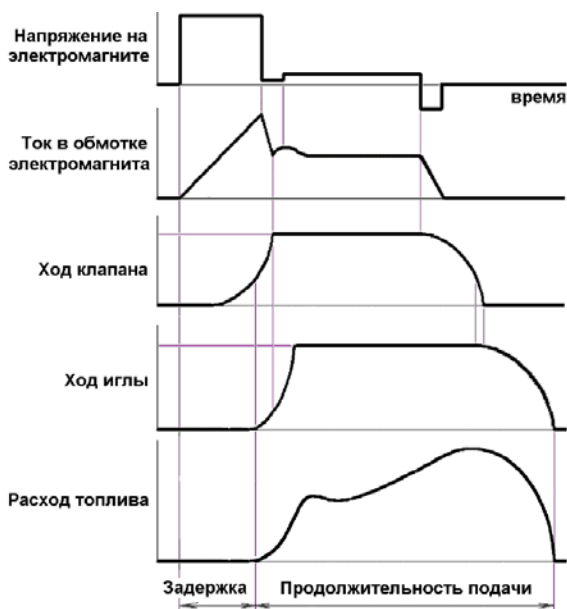 Напряжение на
электромагните
время
Ток в обмотке
электромагнита
Ход клапана
Ход иглы
Расход топлива
Задержка
Продолжительность подачи